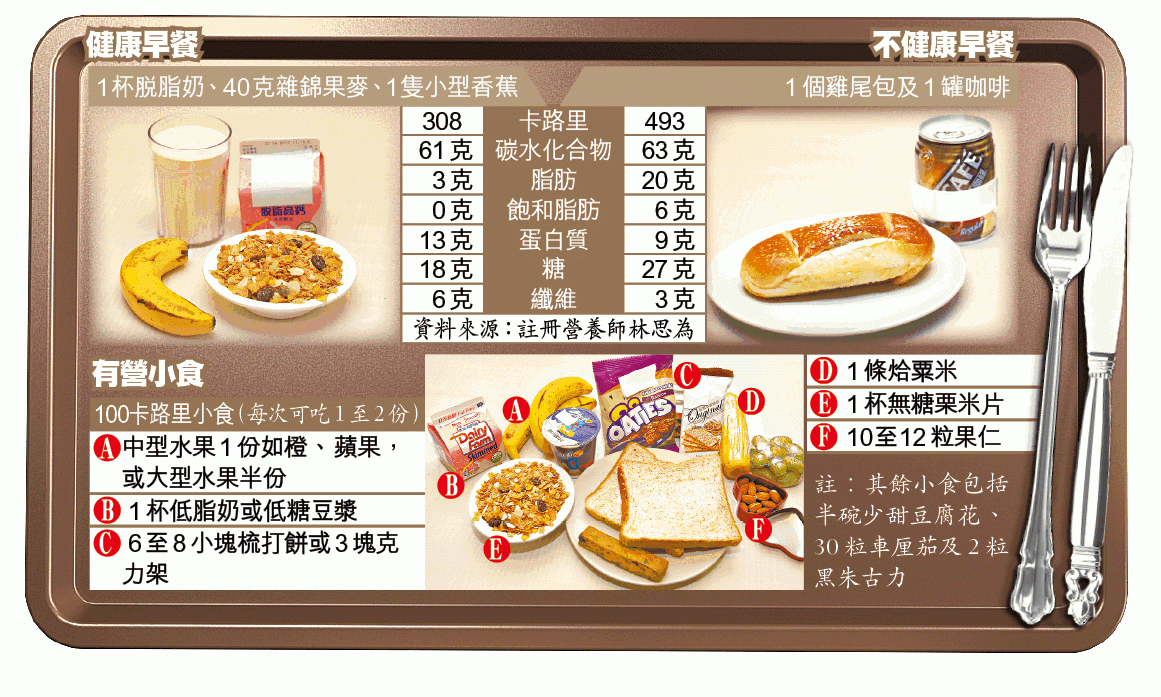 健康早餐
不健康早餐
1杯脱脂奶、40克雜錦果麥、1隻小型香蕉
1個雞尾包及1罐咖啡
308 卡路里 493
61克 碳水化合物 63克
3克 脂肪 20克
0克 飽和脂肪 6克
13克 蛋白質 9克
18克 糖 27克
6克 纖維 3克
資料來源：註冊營養師林思為
脱脂高鈣
CAFÉ
Regular
有營小食
100卡路里小食(每次可吃1至2份)
A 中型水果1份如橙、蘋果，
或大型水果半份
B 1杯低脂奶或低糖豆漿
C 6至8小塊梳打餅或3塊克
力架
A
B
C
D
E
F
Dairy
Farm
Skimmed
OATIES
Original
D 1條烚粟米
E 1杯無糖栗米片
F 10至12粒果仁
註：其餘小食包括
半碗少甜豆腐花、
30粒車厘茄及2粒
黑朱古力